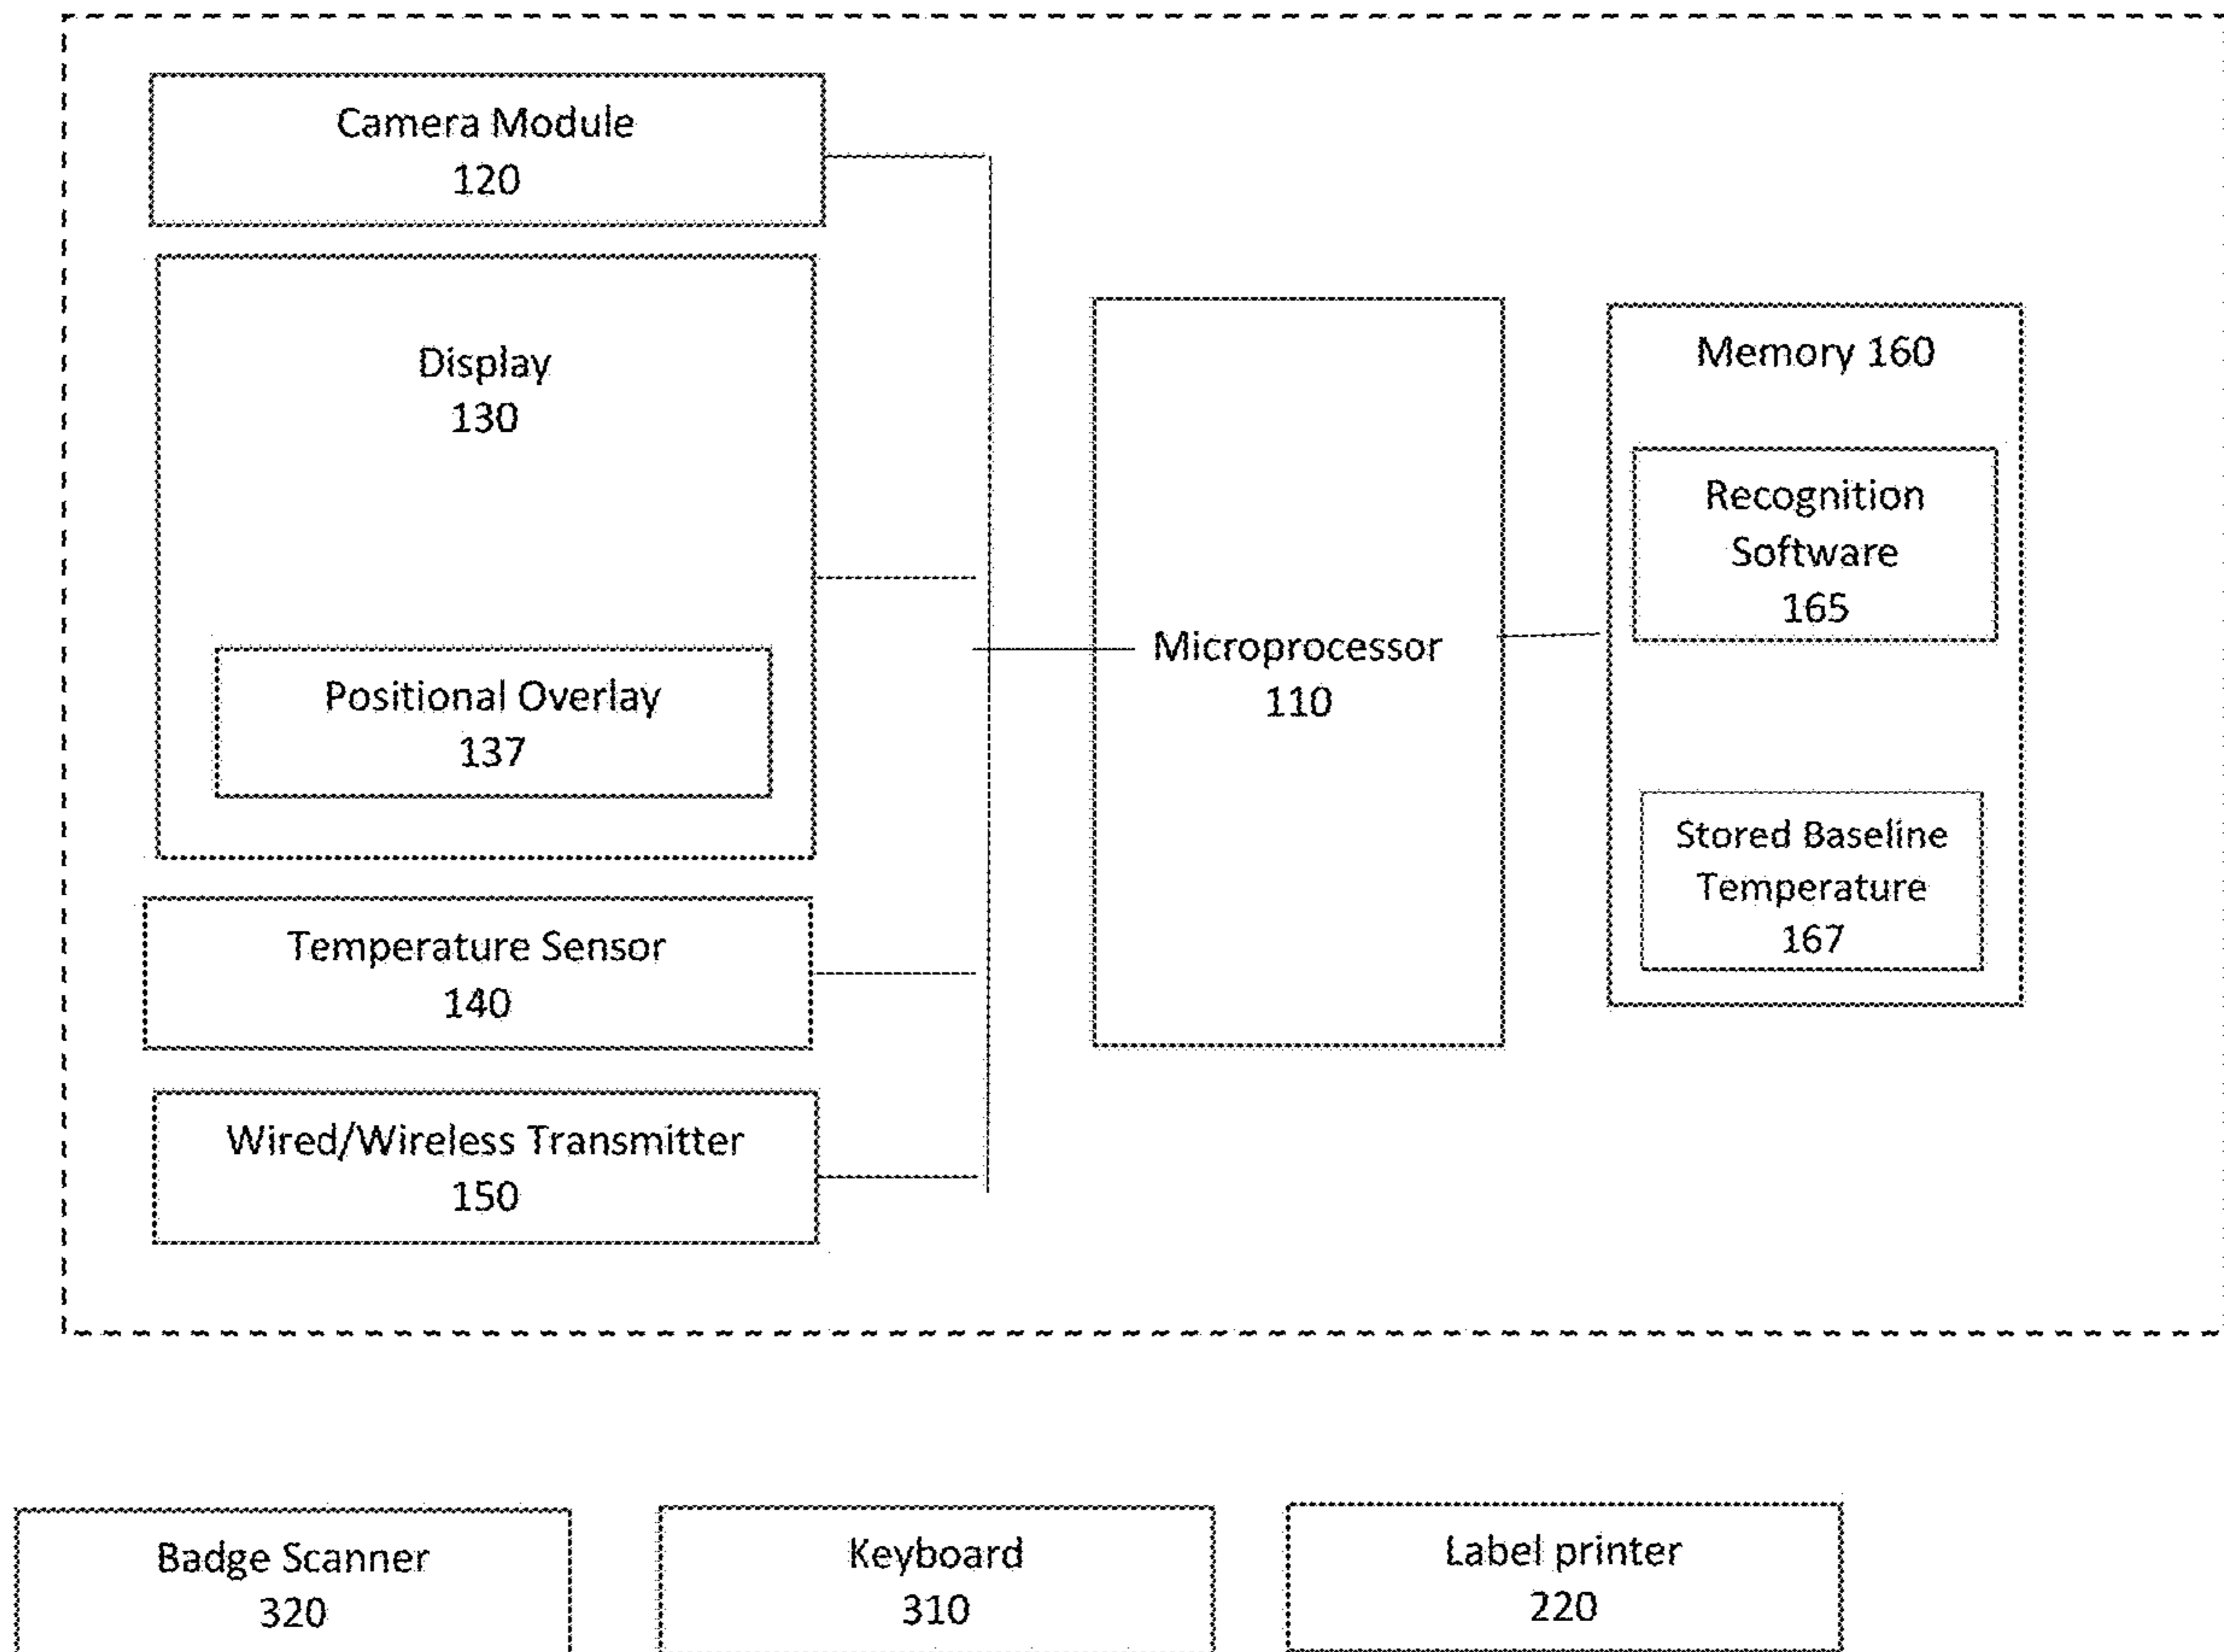 Camera Module
120
Display
130
Positional Overlay
137
Temperature Sensor
140
Wired/Wireless Transmitter
150
Microprocessor
110
Memory 160
Recognition
Software
165
Stored Baseline
Temperature
167
Badge Scanner
320
Keyboard
310
Label printer
220